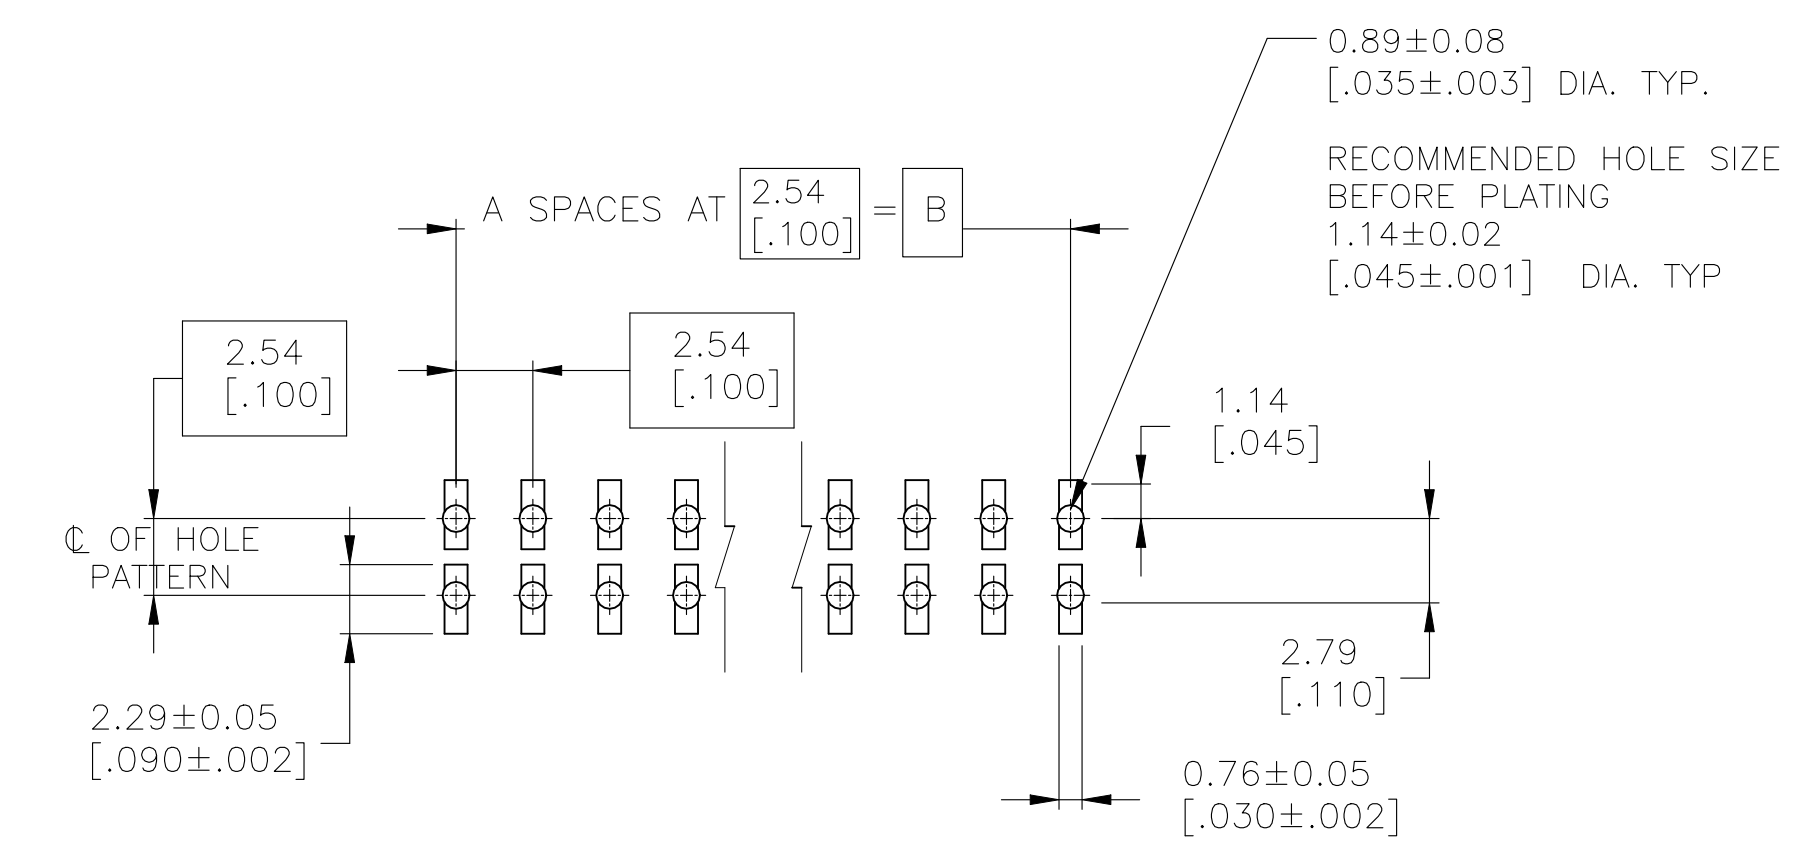 0.89±0.08
[.035±.003] DIA. TYP.
RECOMMENDED HOLE SIZE
BEFORE PLATING
1.14±0.02
[.045±.001] DIA. TYP
A SPACES AT 2.54 [.100] = B
2.54
[.100]
2.54
[.100]
1.14
[.045]
℄ OF HOLE
PATTERN
2.79
[.110]
2.29±0.05
[.090±.002]
0.76±0.05
[.030±.002]